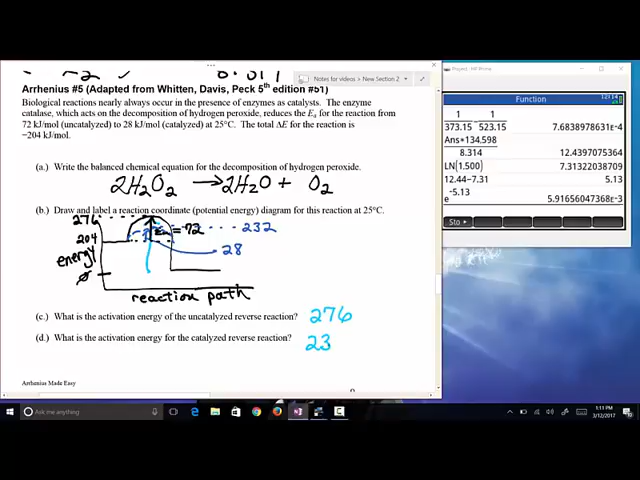 Project: HP Prime
Notes for videos » New Section 2
Arrhenius #5 (Adapted from Whitten, Davis, Peck 5th edition #51)
Biological reactions nearly always occur in the presence of enzymes as catalysts. The enzyme
catalase, which acts on the decomposition of hydrogen peroxide, reduces the Ea for the reaction from
72 kJ/mol (uncatalyzed) to 28 kJ/mol (catalyzed) at 25°C. The total ΔE for the reaction is
−204 kJ/mol.
(a.) Write the balanced chemical equation for the decomposition of hydrogen peroxide.
2H2O2 → 2H2O + O2
(b.) Draw and label a reaction coordinate (potential energy) diagram for this reaction at 25°C.
276
Ea = 72
232
204
28
energy
0
reaction path
(c.) What is the activation energy of the uncatalyzed reverse reaction? 276
(d.) What is the activation energy for the catalyzed reverse reaction? 23
Arrhenius Made Easy
Function
1 1
373.15 523.15
7.6838978631E-4
Ans*134.598
8.314
12.4397075364
LN(1.500)
7.31322038709
12.44-7.31
5.13
e -5.13
5.91656047368E-3
Sto ►
Ask me anything
1:11 PM
3/12/2017